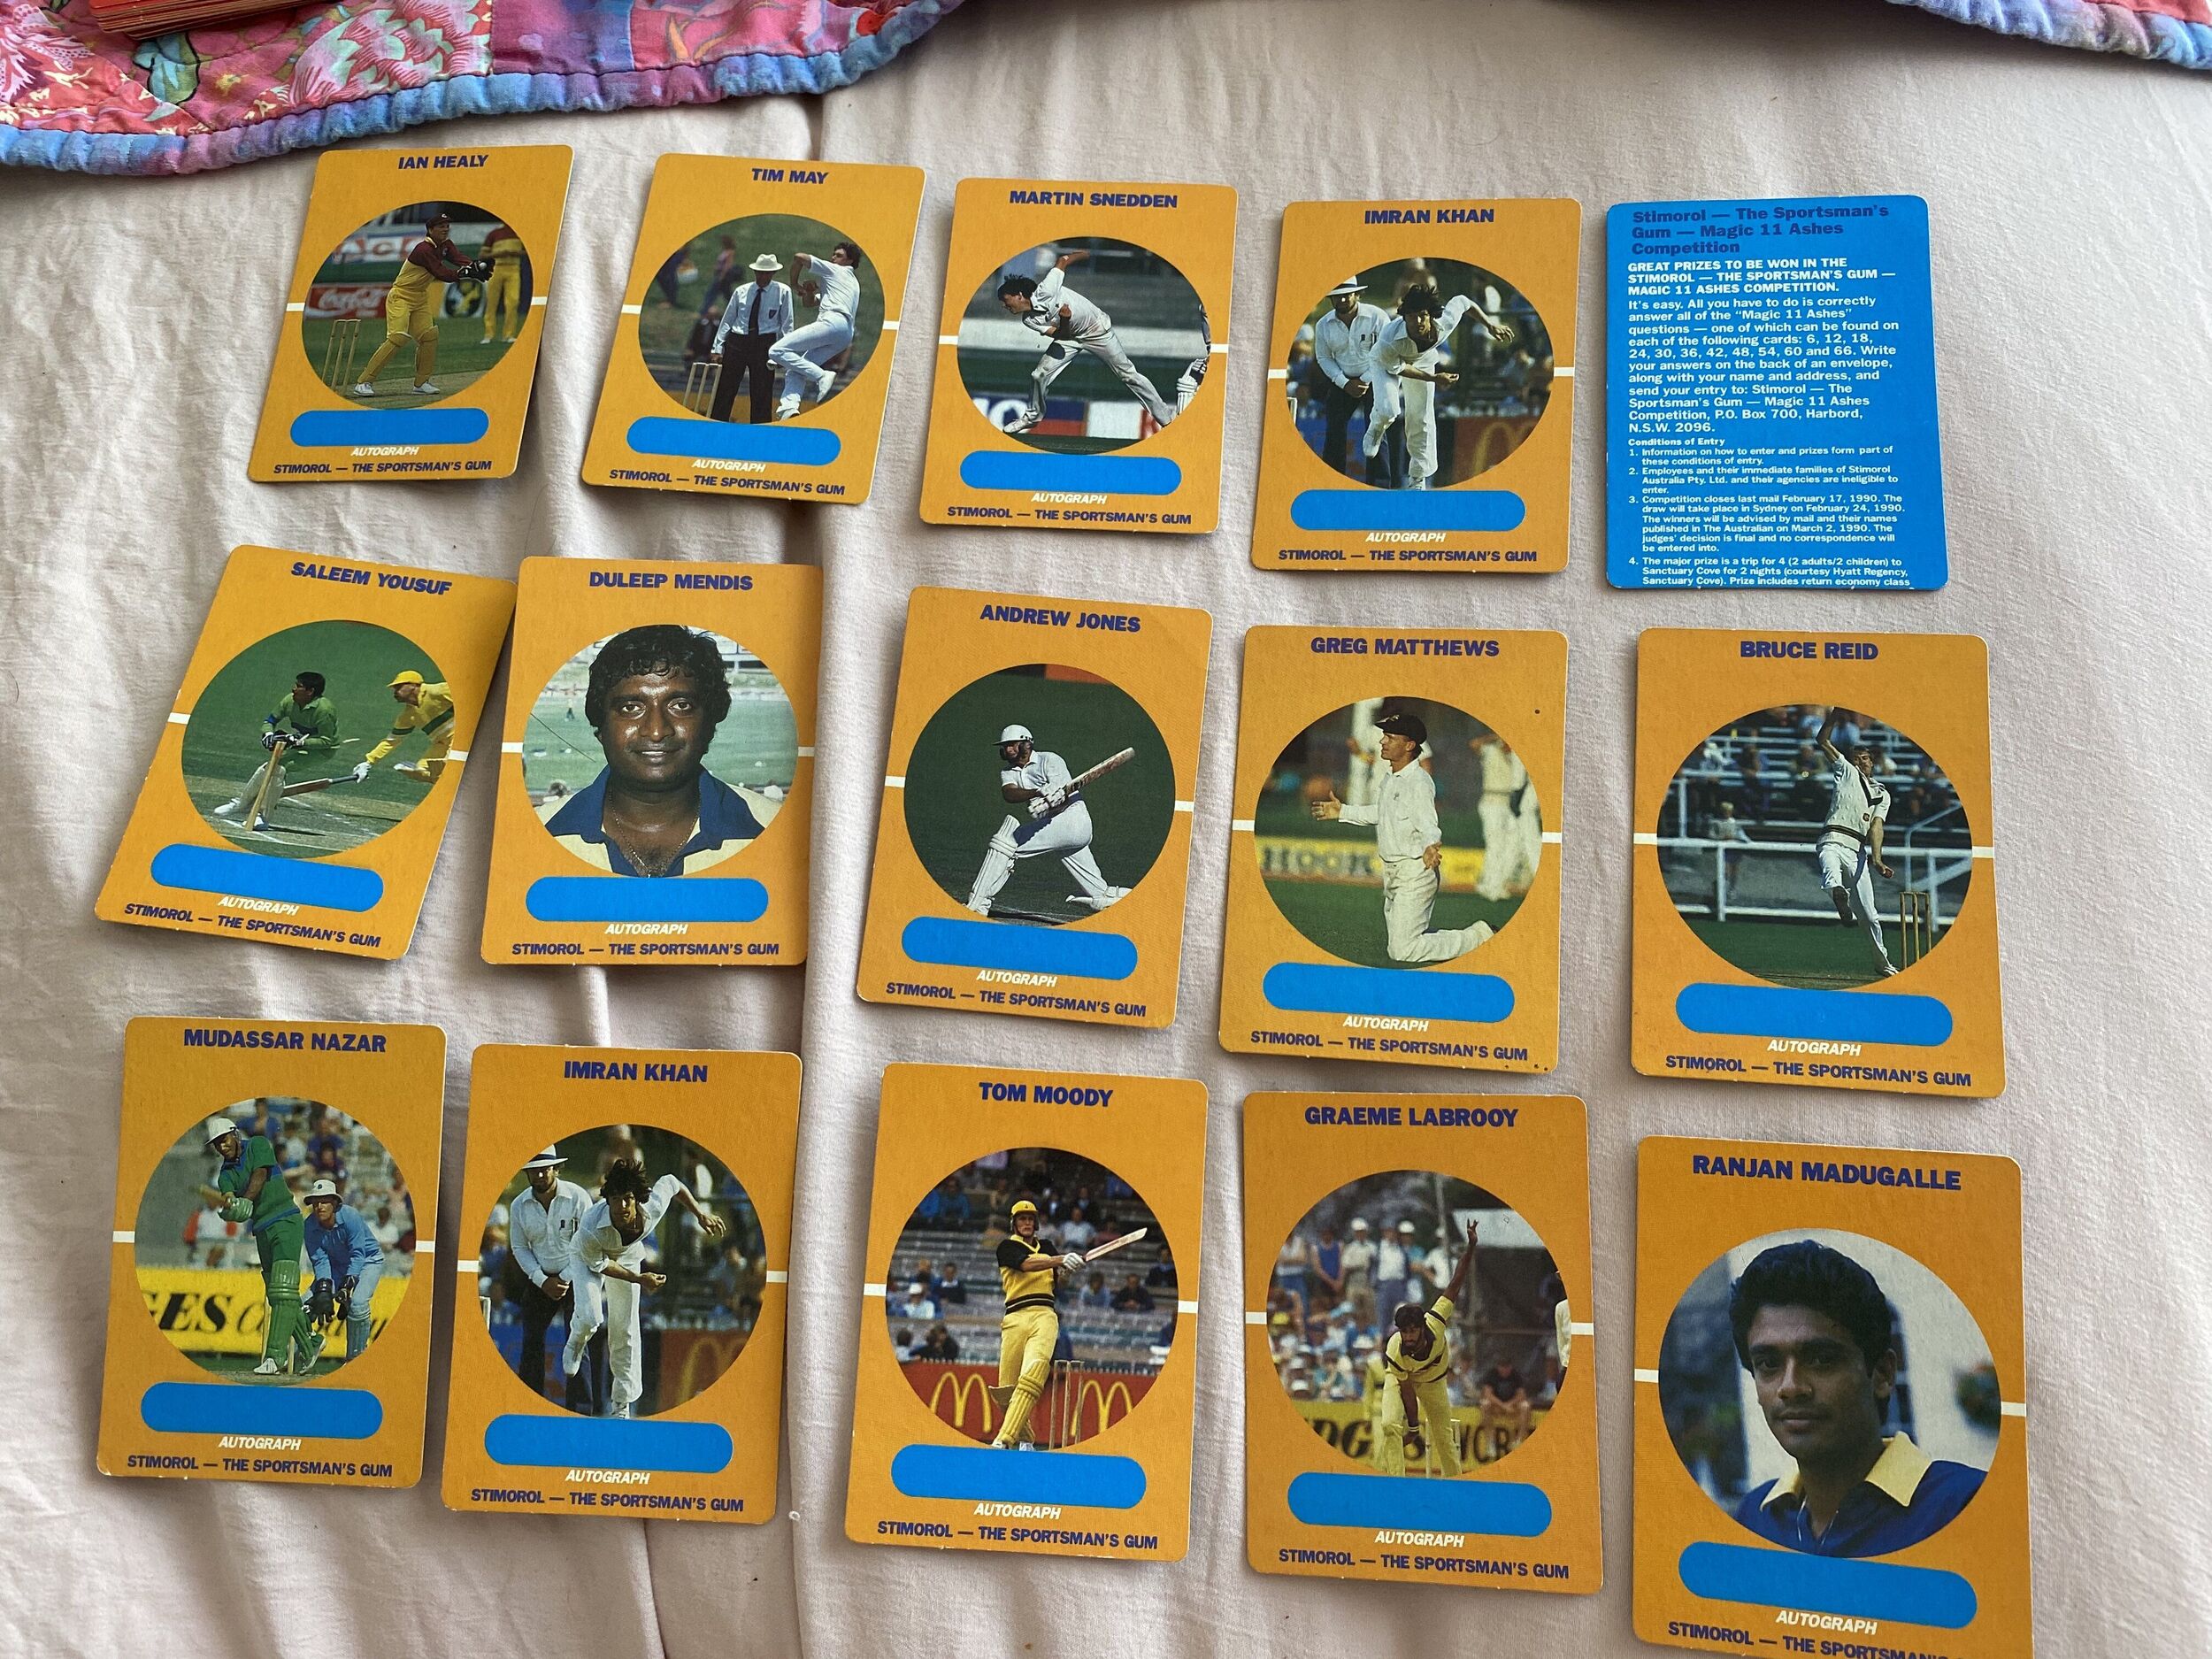 IAN HEALY
Coca-Cola
AUTOGRAPH
STIMOROL — THE SPORTSMAN'S GUM
TIM MAY
AUTOGRAPH
STIMOROL — THE SPORTSMAN'S GUM
MARTIN SNEDDEN
AUTOGRAPH
STIMOROL — THE SPORTSMAN'S GUM
IMRAN KHAN
AUTOGRAPH
STIMOROL — THE SPORTSMAN'S GUM
Stimorol — The Sportsman's
Gum — Magic 11 Ashes
Competition
GREAT PRIZES TO BE WON IN THE
STIMOROL — THE SPORTSMAN'S GUM —
MAGIC 11 ASHES COMPETITION.
It's easy. All you have to do is correctly
answer all of the "Magic 11 Ashes"
questions — one of which can be found on
each of the following cards: 6, 12, 18,
24, 30, 36, 42, 48, 54, 60 and 66. Write
your answers on the back of an envelope,
along with your name and address, and
send your entry to: Stimorol — The
Sportsman's Gum — Magic 11 Ashes
Competition, P.O. Box 700, Harbord,
N.S.W. 2096.
Conditions of Entry
1. Information on how to enter and prizes form part of
these conditions of entry.
2. Employees and their immediate families of Stimorol
Australia Pty. Ltd. and their agencies are ineligible to
enter.
3. Competition closes last mail February 17, 1990. The
draw will take place in Sydney on February 24, 1990.
The winners will be advised by mail and their names
published in The Australian on March 2, 1990. The
judges' decision is final and no correspondence will
be entered into.
4. The major prize is a trip for 4 (2 adults/2 children) to
Sanctuary Cove for 2 nights (courtesy Hyatt Regency,
Sanctuary Cove). Prize includes return economy class
SALEEM YOUSUF
AUTOGRAPH
STIMOROL — THE SPORTSMAN'S GUM
DULEEP MENDIS
AUTOGRAPH
STIMOROL — THE SPORTSMAN'S GUM
ANDREW JONES
AUTOGRAPH
STIMOROL — THE SPORTSMAN'S GUM
GREG MATTHEWS
HOOK
AUTOGRAPH
STIMOROL — THE SPORTSMAN'S GUM
BRUCE REID
AUTOGRAPH
STIMOROL — THE SPORTSMAN'S GUM
MUDASSAR NAZAR
GES
AUTOGRAPH
STIMOROL — THE SPORTSMAN'S GUM
IMRAN KHAN
AUTOGRAPH
STIMOROL — THE SPORTSMAN'S GUM
TOM MOODY
AUTOGRAPH
STIMOROL — THE SPORTSMAN'S GUM
GRAEME LABROOY
AUTOGRAPH
STIMOROL — THE SPORTSMAN'S GUM
RANJAN MADUGALLE
AUTOGRAPH
STIMOROL — THE SPORTSMAN'S GUM